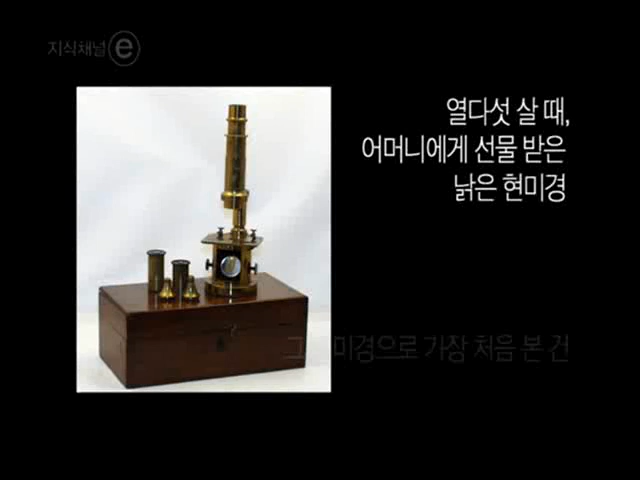 지식채널 e
열다섯 살 때,
어머니에게 선물 받은
낡은 현미경
그 현미경으로 가장 처음 본 건